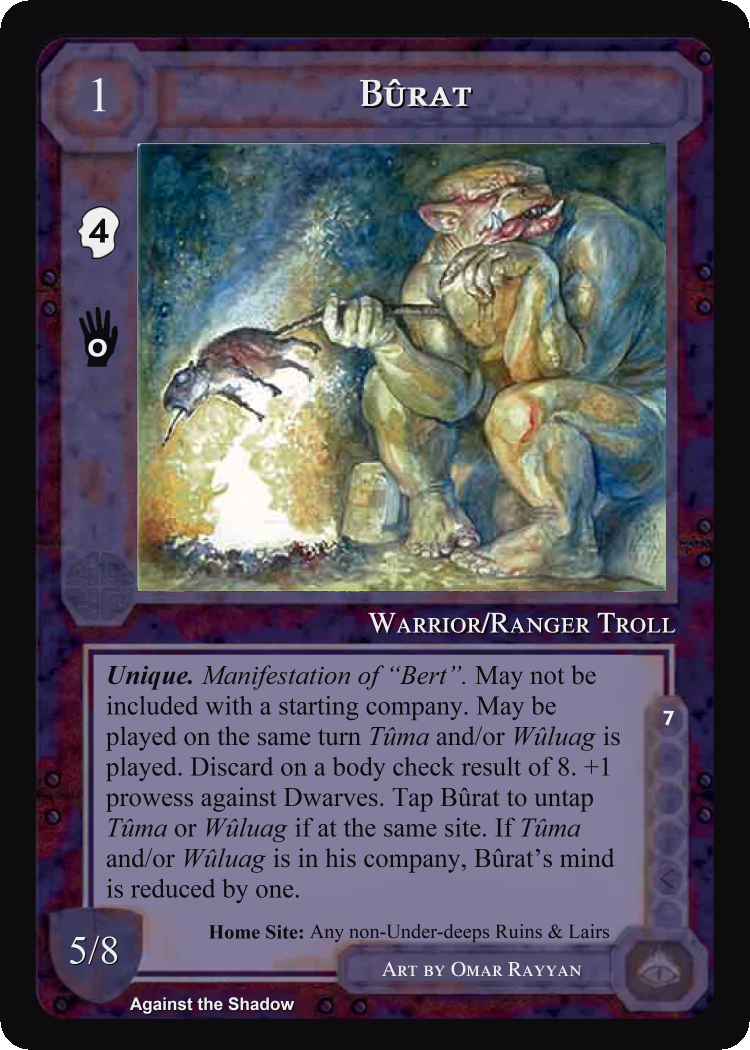 1
BÛRAT
4
0
WARRIOR/RANGER TROLL
Unique. Manifestation of “Bert”. May not be
included with a starting company. May be
played on the same turn Tûma and/or Wûluag is
played. Discard on a body check result of 8. +1
prowess against Dwarves. Tap Bûrat to untap
Tûma or Wûluag if at the same site. If Tûma
and/or Wûluag is in his company, Bûrat’s mind
is reduced by one.
7
Home Site: Any non-Under-deeps Ruins & Lairs
5/8
ART BY OMAR RAYYAN
Against the Shadow